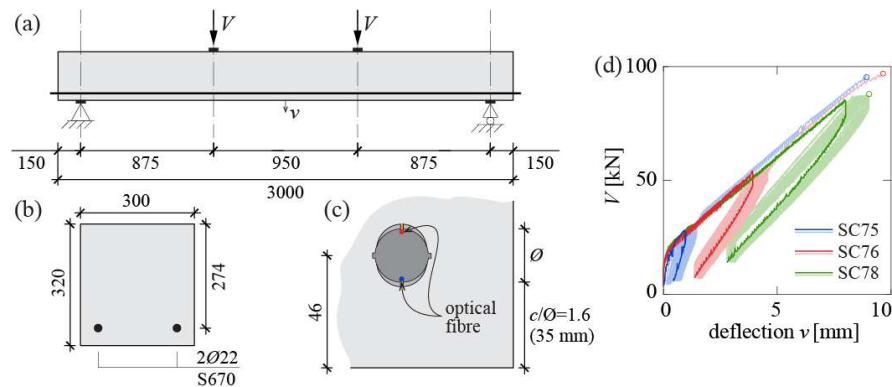 (a)
V
V
v
150
875
950
875
150
3000
(b)
300
320
274
2Ø22
S670
(c)
46
optical
fibre
Ø
c/Ø=1.6
(35 mm)
(d)
100
V [kN]
50
0
0
5
10
deflection v [mm]
SC75
SC76
SC78